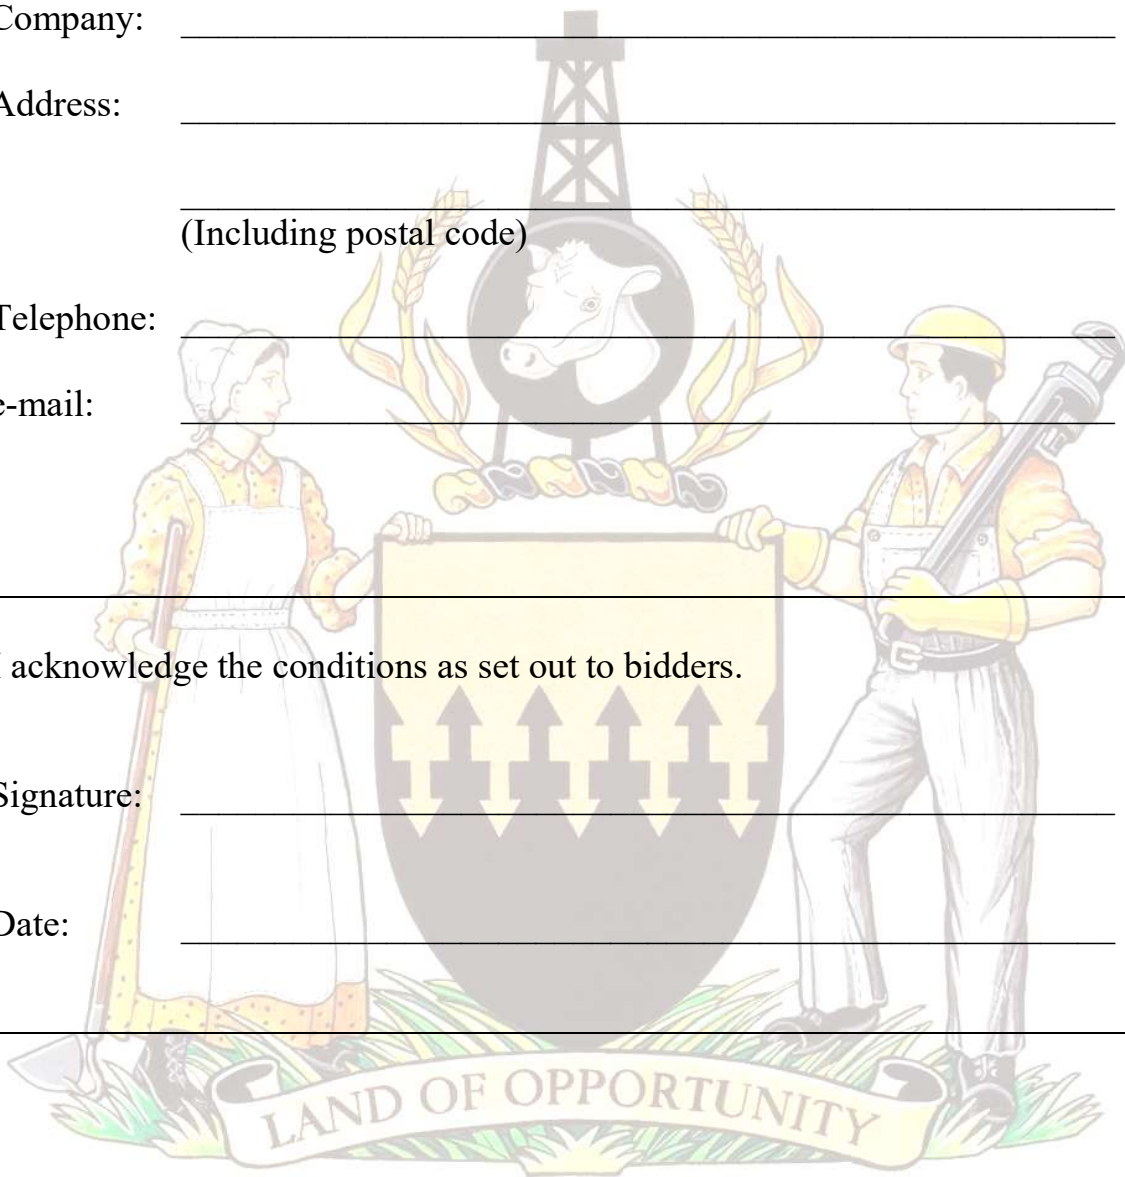 Company:
Address:
(Including postal code)
Telephone:
e-mail:
I acknowledge the conditions as set out to bidders.
Signature:
Date:
LAND OF OPPORTUNITY